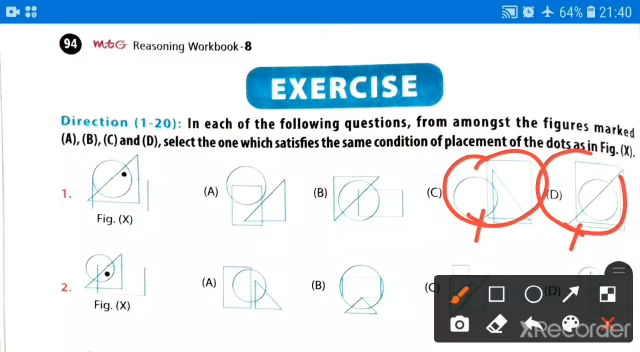 64% 21:40
94 mtG Reasoning Workbook-8
EXERCISE
Direction (1-20): In each of the following questions, from amongst the figures marked
(A), (B), (C) and (D), select the one which satisfies the same condition of placement of the dots as in Fig. (X).
1. (A) (B) (C) (D)
Fig. (X)
2. (A) (B) (C) (D)
Fig. (X)
XRecorder